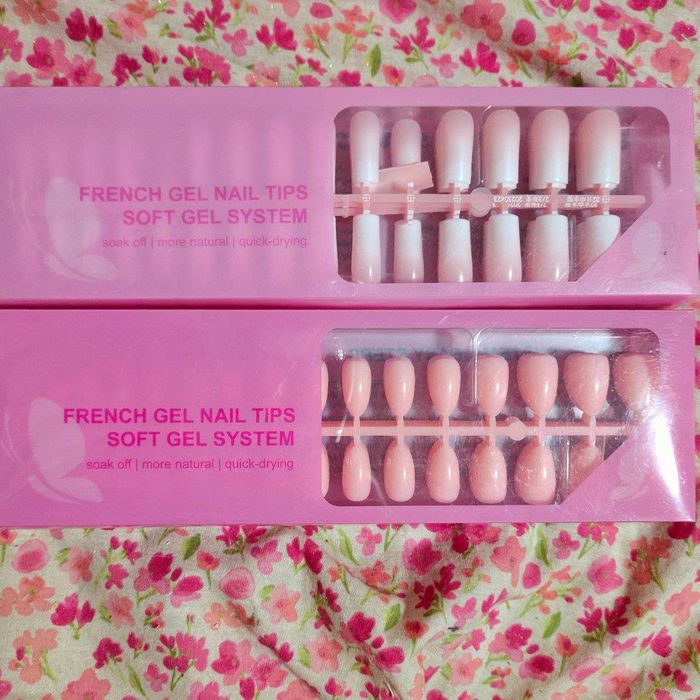 FRENCH GEL NAIL TIPS
SOFT GEL SYSTEM
soak off | more natural | quick-drying
FRENCH GEL NAIL TIPS
SOFT GEL SYSTEM
soak off | more natural | quick-drying